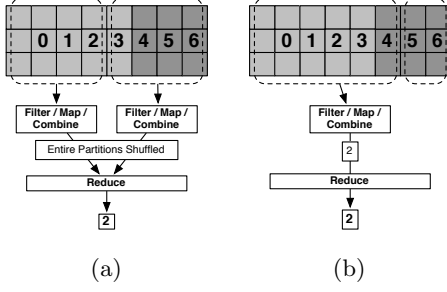 0 1 2 3 4 5 6
Filter / Map /
Combine
Filter / Map /
Combine
Entire Partitions Shuffled
Reduce
2
(a)
0 1 2 3 4 5 6
Filter / Map /
Combine
2
Reduce
2
(b)